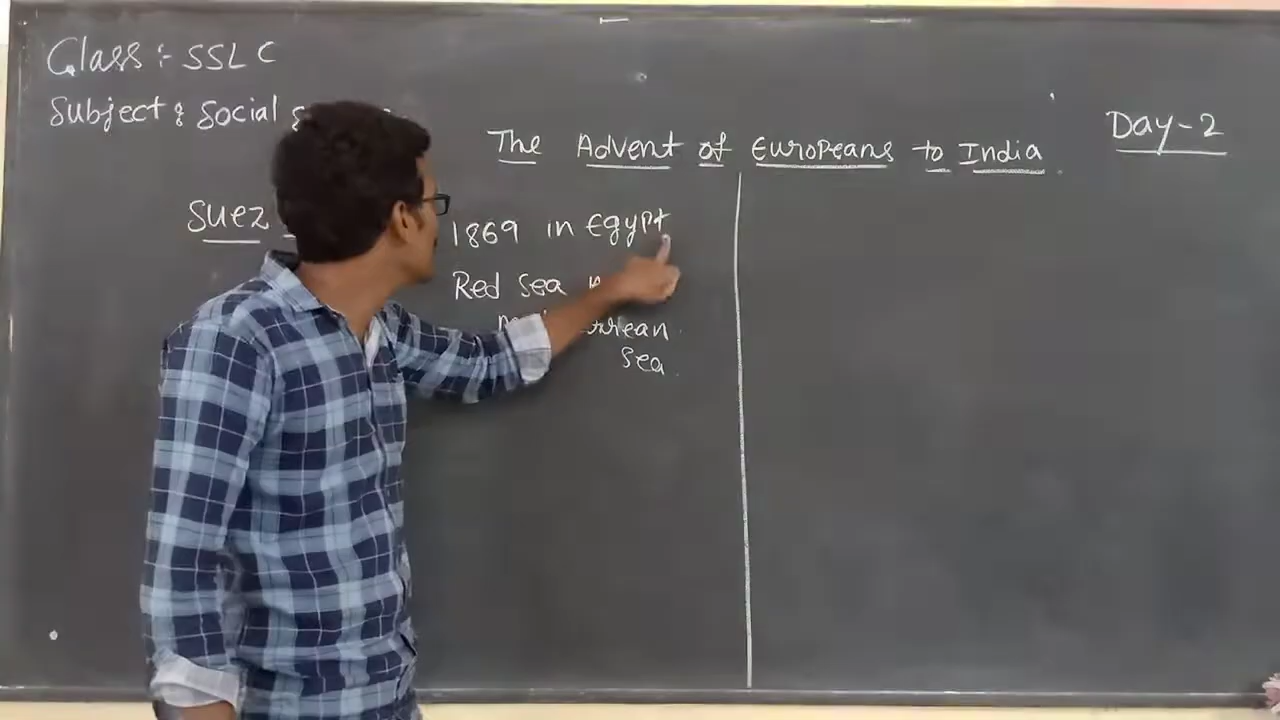 Class :- SSLC
Subject : Social
The Advent of Europeans to India
Day-2
Suez
1869 in Egypt
Red Sea
Sea.